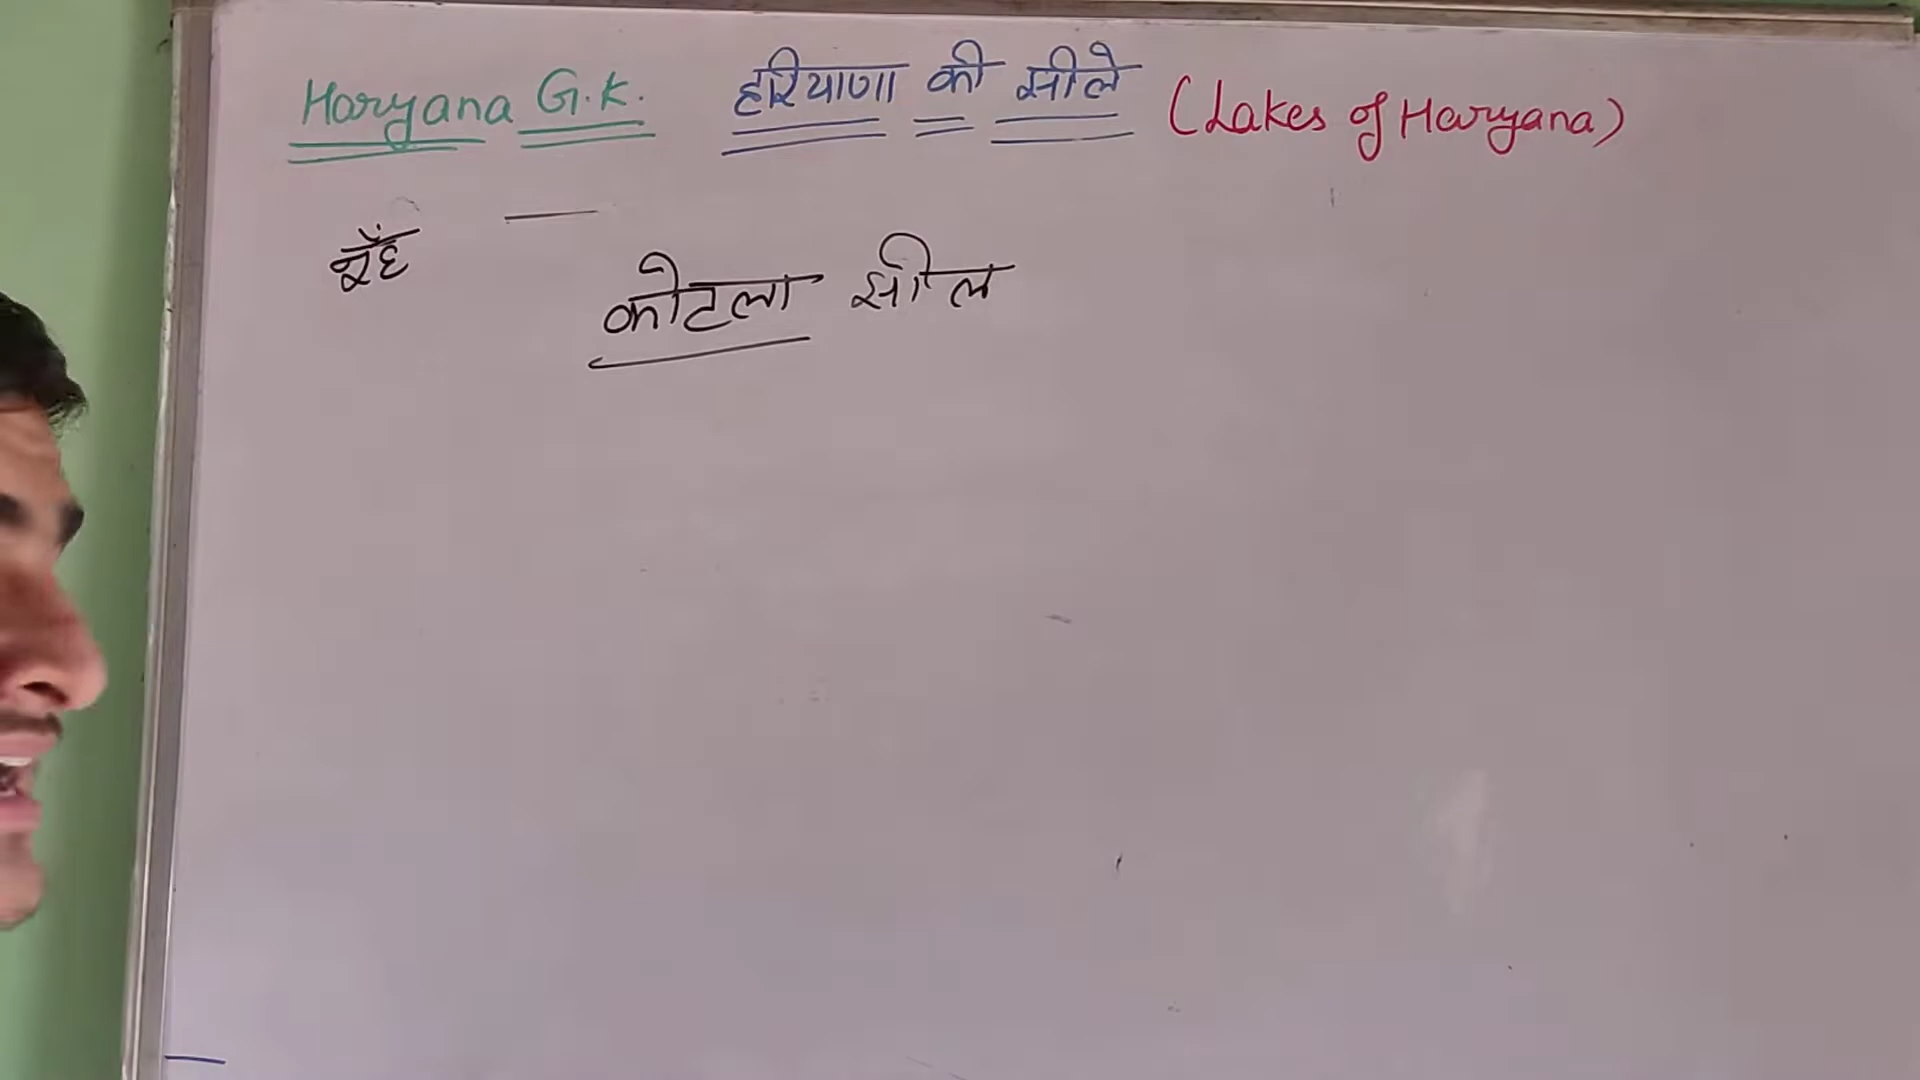 Haryana G.K. हरियाणा की झीले (Lakes of Haryana)
कोटला झील